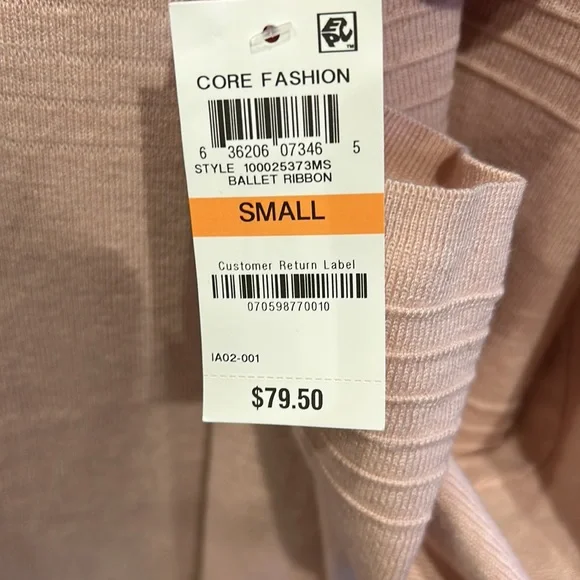 EPC™
CORE FASHION
6 36206 07346 5
STYLE 100025373MS
BALLET RIBBON
SMALL
Customer Return Label
070598770010
IA02-001
$79.50